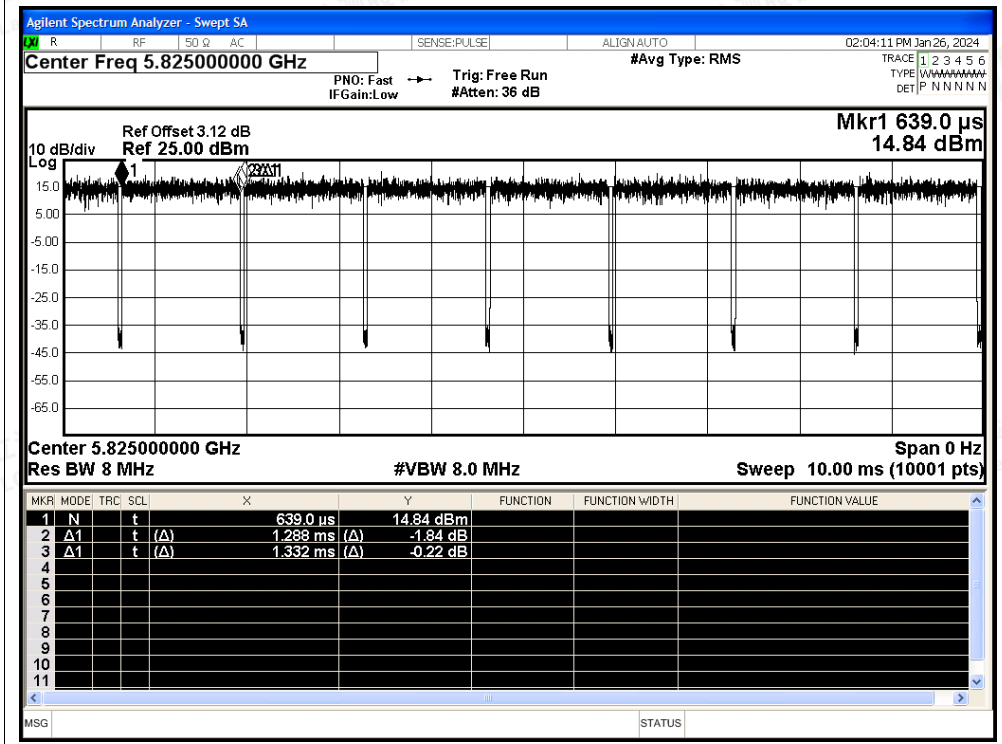 Agilent Spectrum Analyzer - Swept SA
LXI R RF 50 Ω AC SENSE:PULSE ALIGN AUTO 02:04:11 PM Jan 26, 2024
Center Freq 5.825000000 GHz
#Avg Type: RMS
TRACE 1 2 3 4 5 6
PNO: Fast Trig: Free Run
TYPE
IFGain:Low #Atten: 36 dB
DET P N N N N N
Mkr1 639.0 µs
Ref Offset 3.12 dB
10 dB/div Ref 25.00 dBm
14.84 dBm
Log
1
15.0
5.00
-5.00
-15.0
-25.0
-35.0
-45.0
-55.0
-65.0
Center 5.825000000 GHz Span 0 Hz
Res BW 8 MHz #VBW 8.0 MHz Sweep 10.00 ms (10001 pts)
MKR MODE TRC SCL X Y FUNCTION FUNCTION WIDTH FUNCTION VALUE
1 N t 639.0 µs 14.84 dBm
2 Δ1 t (Δ) 1.288 ms (Δ) -1.84 dB
3 Δ1 t (Δ) 1.332 ms (Δ) -0.22 dB
4
5
6
7
8
9
10
11
MSG STATUS